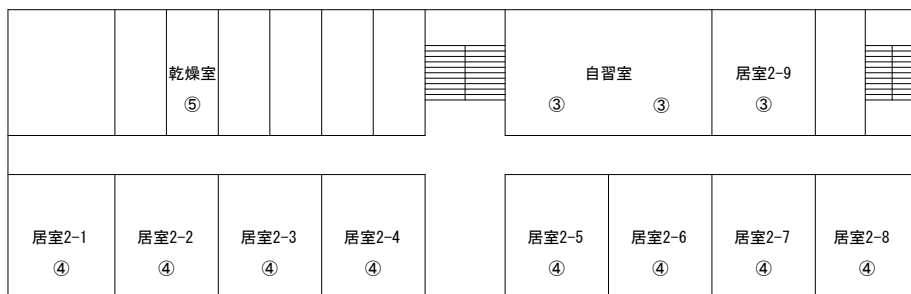 乾燥室 自習室 居室2-9
⑤ ③ ③ ③
居室2-1 居室2-2 居室2-3 居室2-4 居室2-5 居室2-6 居室2-7 居室2-8
④ ④ ④ ④ ④ ④ ④ ④